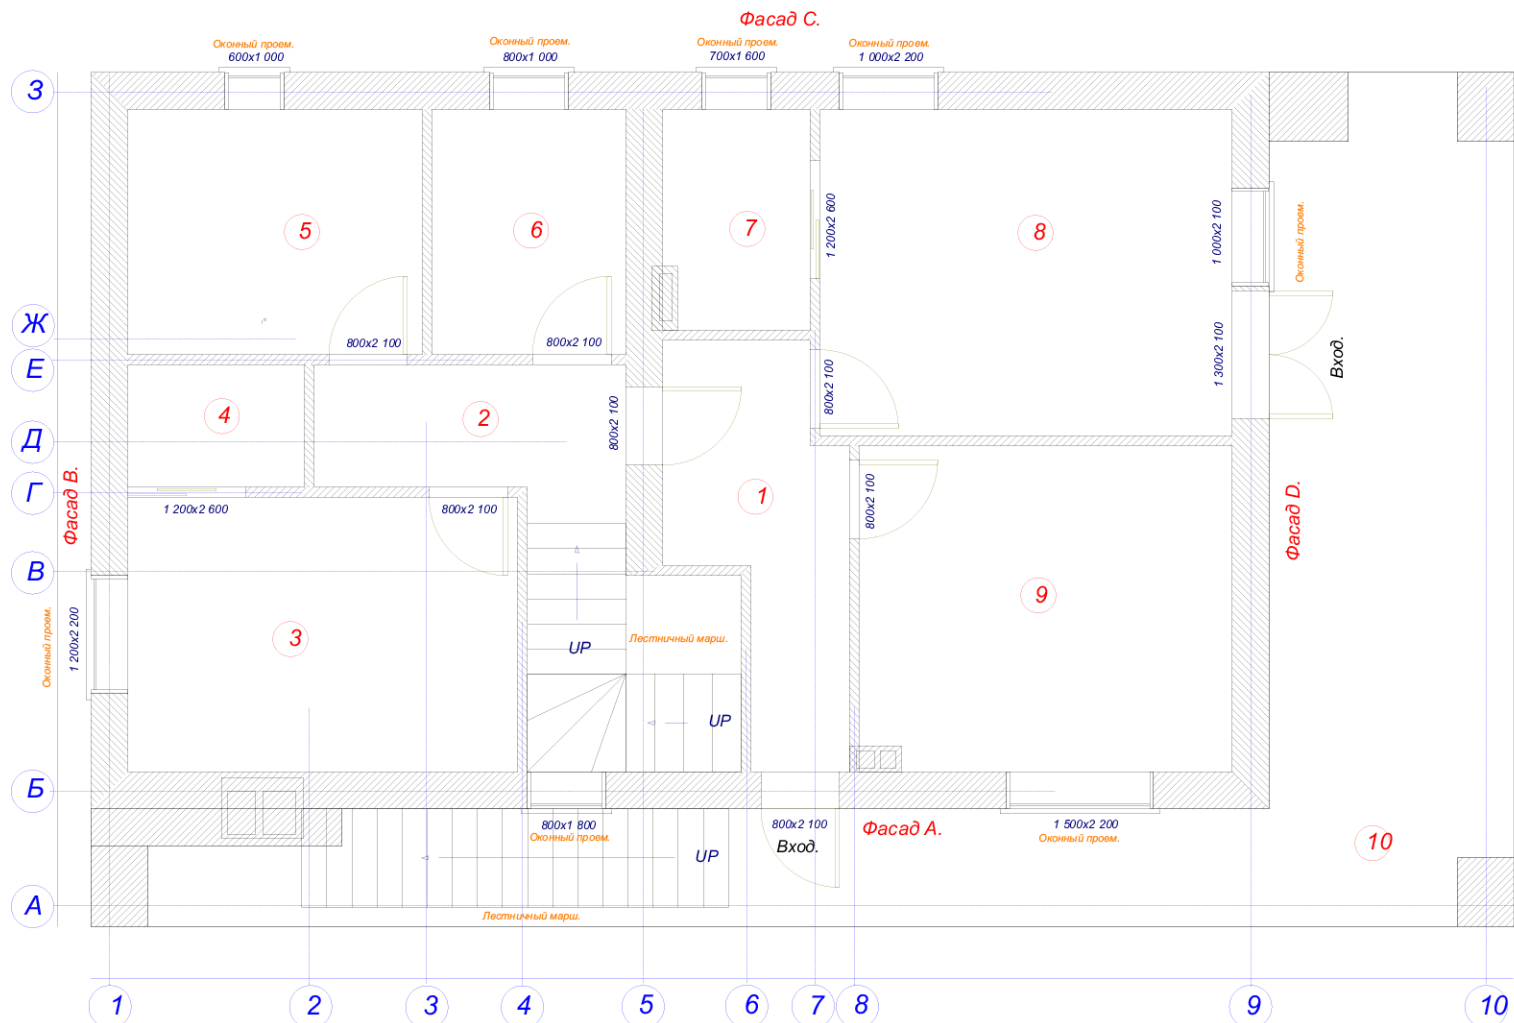 Фасад С.
Оконный проем.
600х1 000
Оконный проем.
800х1 000
Оконный проем.
700х1 600
Оконный проем.
1 000х2 200
З
5
6
7
8
1 200х2 600
1 000х2 100
Оконный проем.
Ж
800х2 100
800х2 100
Е
800х2 100
1 300х2 100
Вход.
4
2
800х2 100
Д
Г
Фасад В.
1 200х2 600
800х2 100
1
800х2 100
Фасад D.
В
9
Оконный проем.
1 200х2 200
3
UP
Лестничный марш.
UP
Б
800х1 800
Оконный проем.
800х2 100
Вход.
Фасад А.
1 500х2 200
Оконный проем.
10
UP
А
Лестничный марш.
1
2
3
4
5
6
7
8
9
10